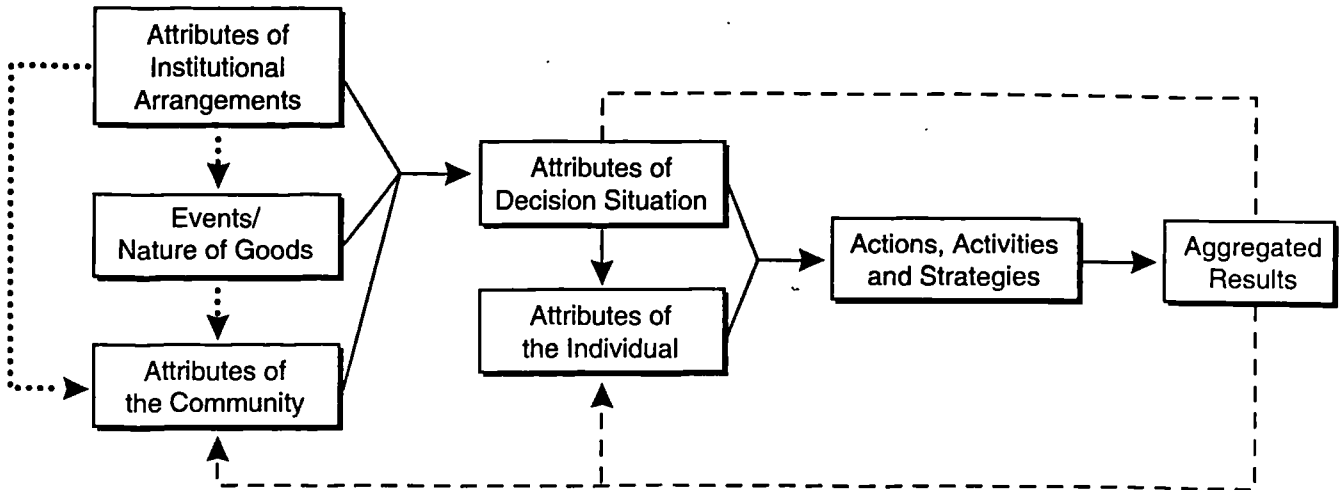 Attributes of
Institutional
Arrangements
Events/
Nature of Goods
Attributes of
the Community
Attributes of
Decision Situation
Attributes of
the Individual
Actions, Activities
and Strategies
Aggregated
Results